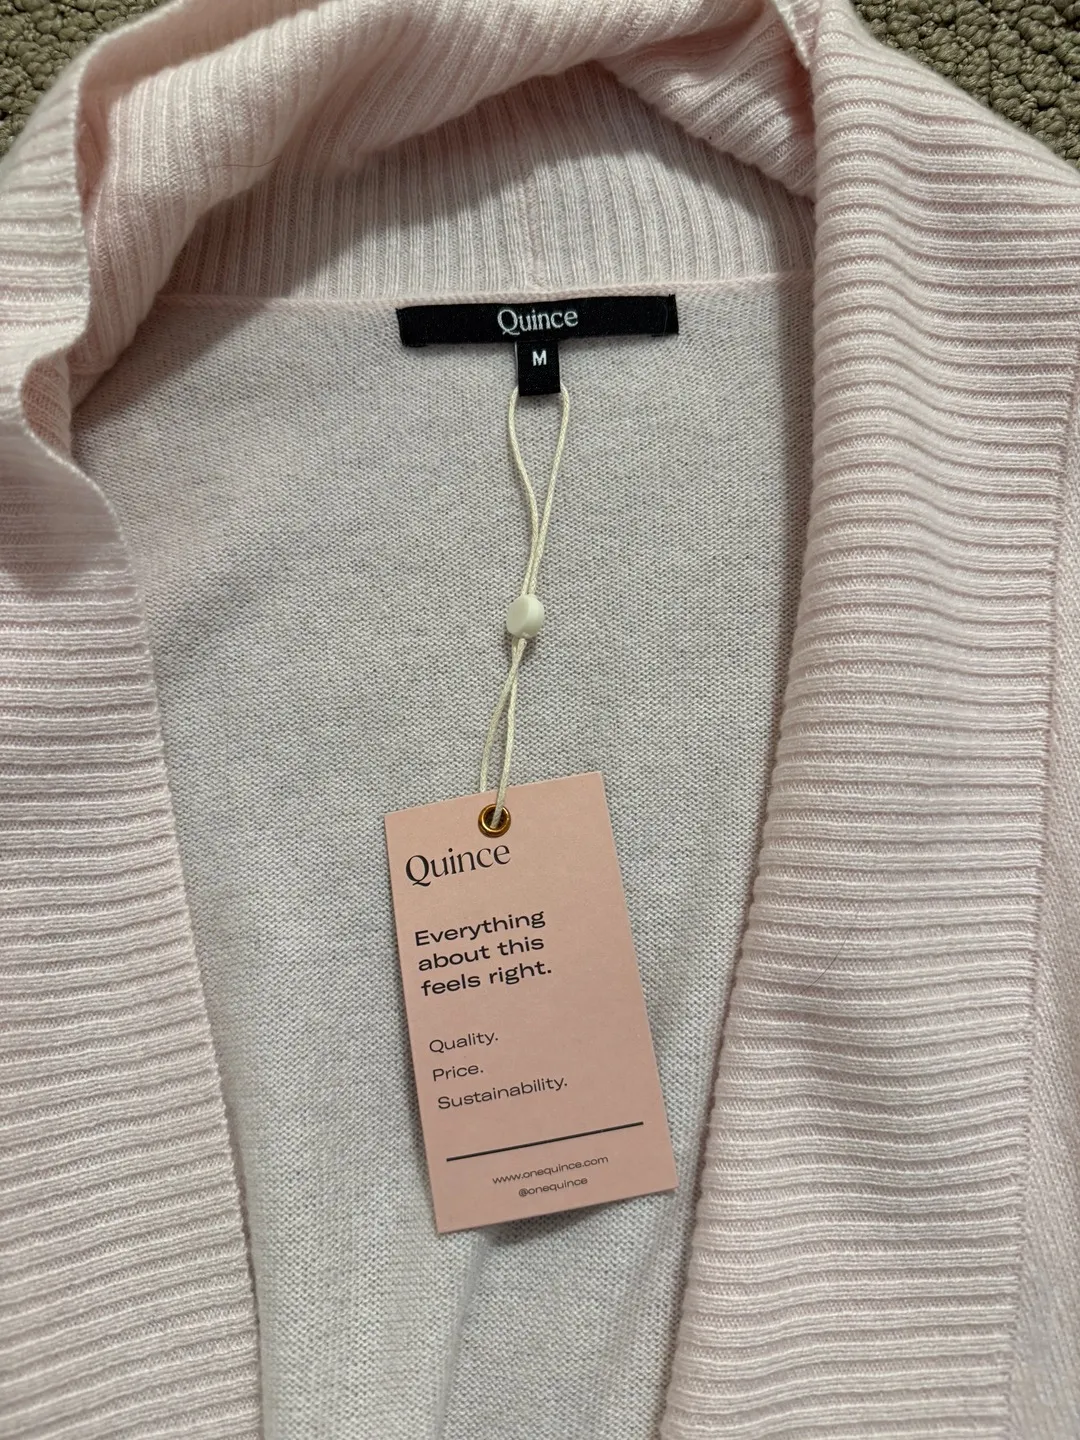 Quince
M
Quince
Everything
about this
feels right.
Quality.
Price.
Sustainability.
www.onequince.com
@onequince